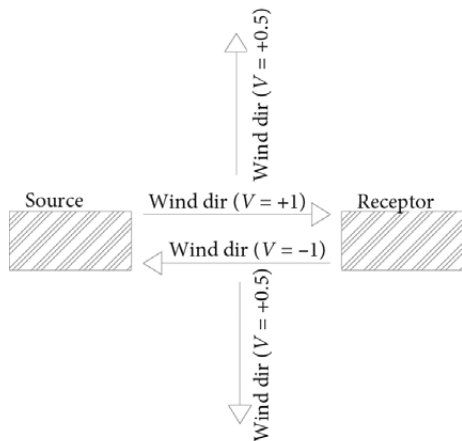 Wind dir (V = +0.5)
Source
Wind dir (V = +1)
Receptor
Wind dir (V = –1)
Wind dir (V = +0.5)